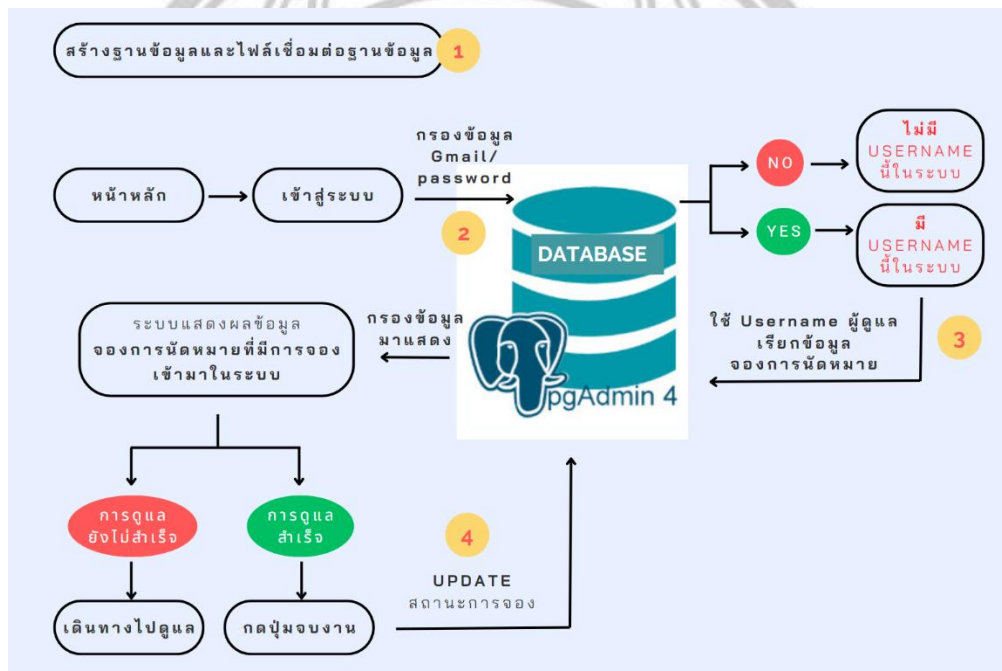 สร้างฐานข้อมูลและไฟล์เชื่อมต่อฐานข้อมูล
1
หน้าหลัก
เข้าสู่ระบบ
กรองข้อมูล
Gmail/
password
2
DATABASE
pgAdmin 4
NO
ไม่มี
USERNAME
นี้ในระบบ
YES
มี
USERNAME
นี้ในระบบ
ใช้ Username ผู้ดูแล
เรียกข้อมูล
จองการนัดหมาย
3
กรองข้อมูล
มาแสดง
ระบบแสดงผลข้อมูล
จองการนัดหมายที่มีการจอง
เข้ามาในระบบ
การดูแล
ยังไม่สำเร็จ
การดูแล
สำเร็จ
เดินทางไปดูแล
กดปุ่มจบงาน
4
UPDATE
สถานะการจอง